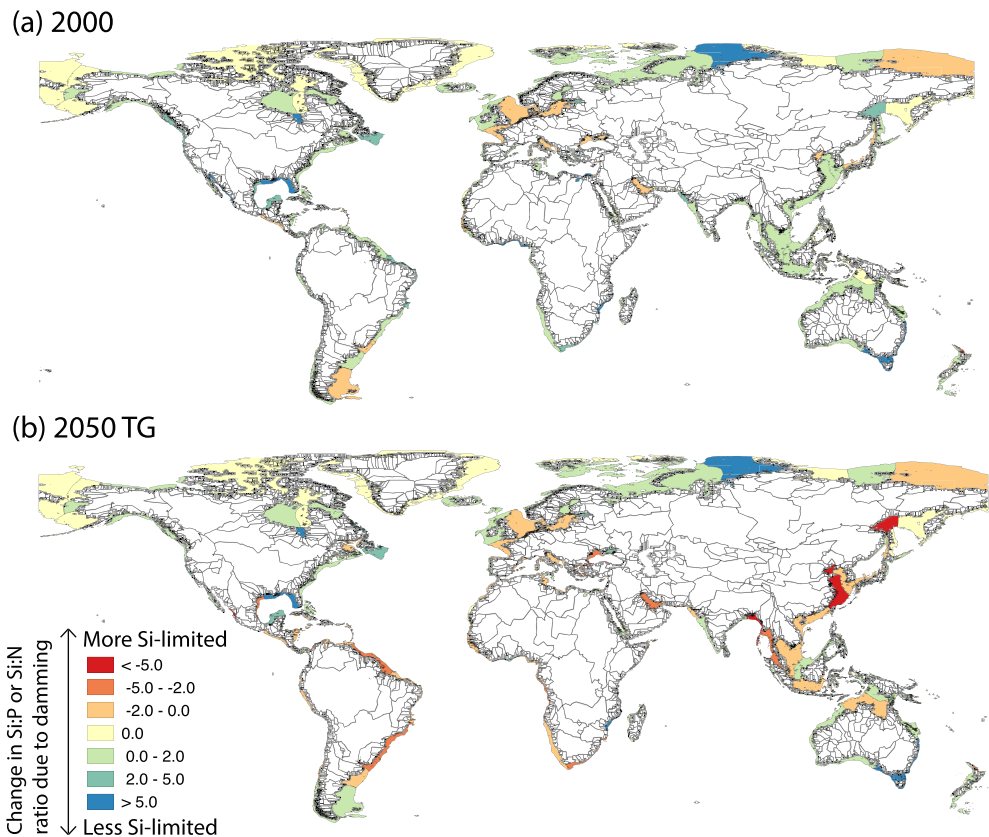 (a) 2000
(b) 2050 TG
Change in Si:P or Si:N
ratio due to damming
More Si-limited
< -5.0
-5.0 - -2.0
-2.0 - 0.0
0.0
0.0 - 2.0
2.0 - 5.0
> 5.0
Less Si-limited